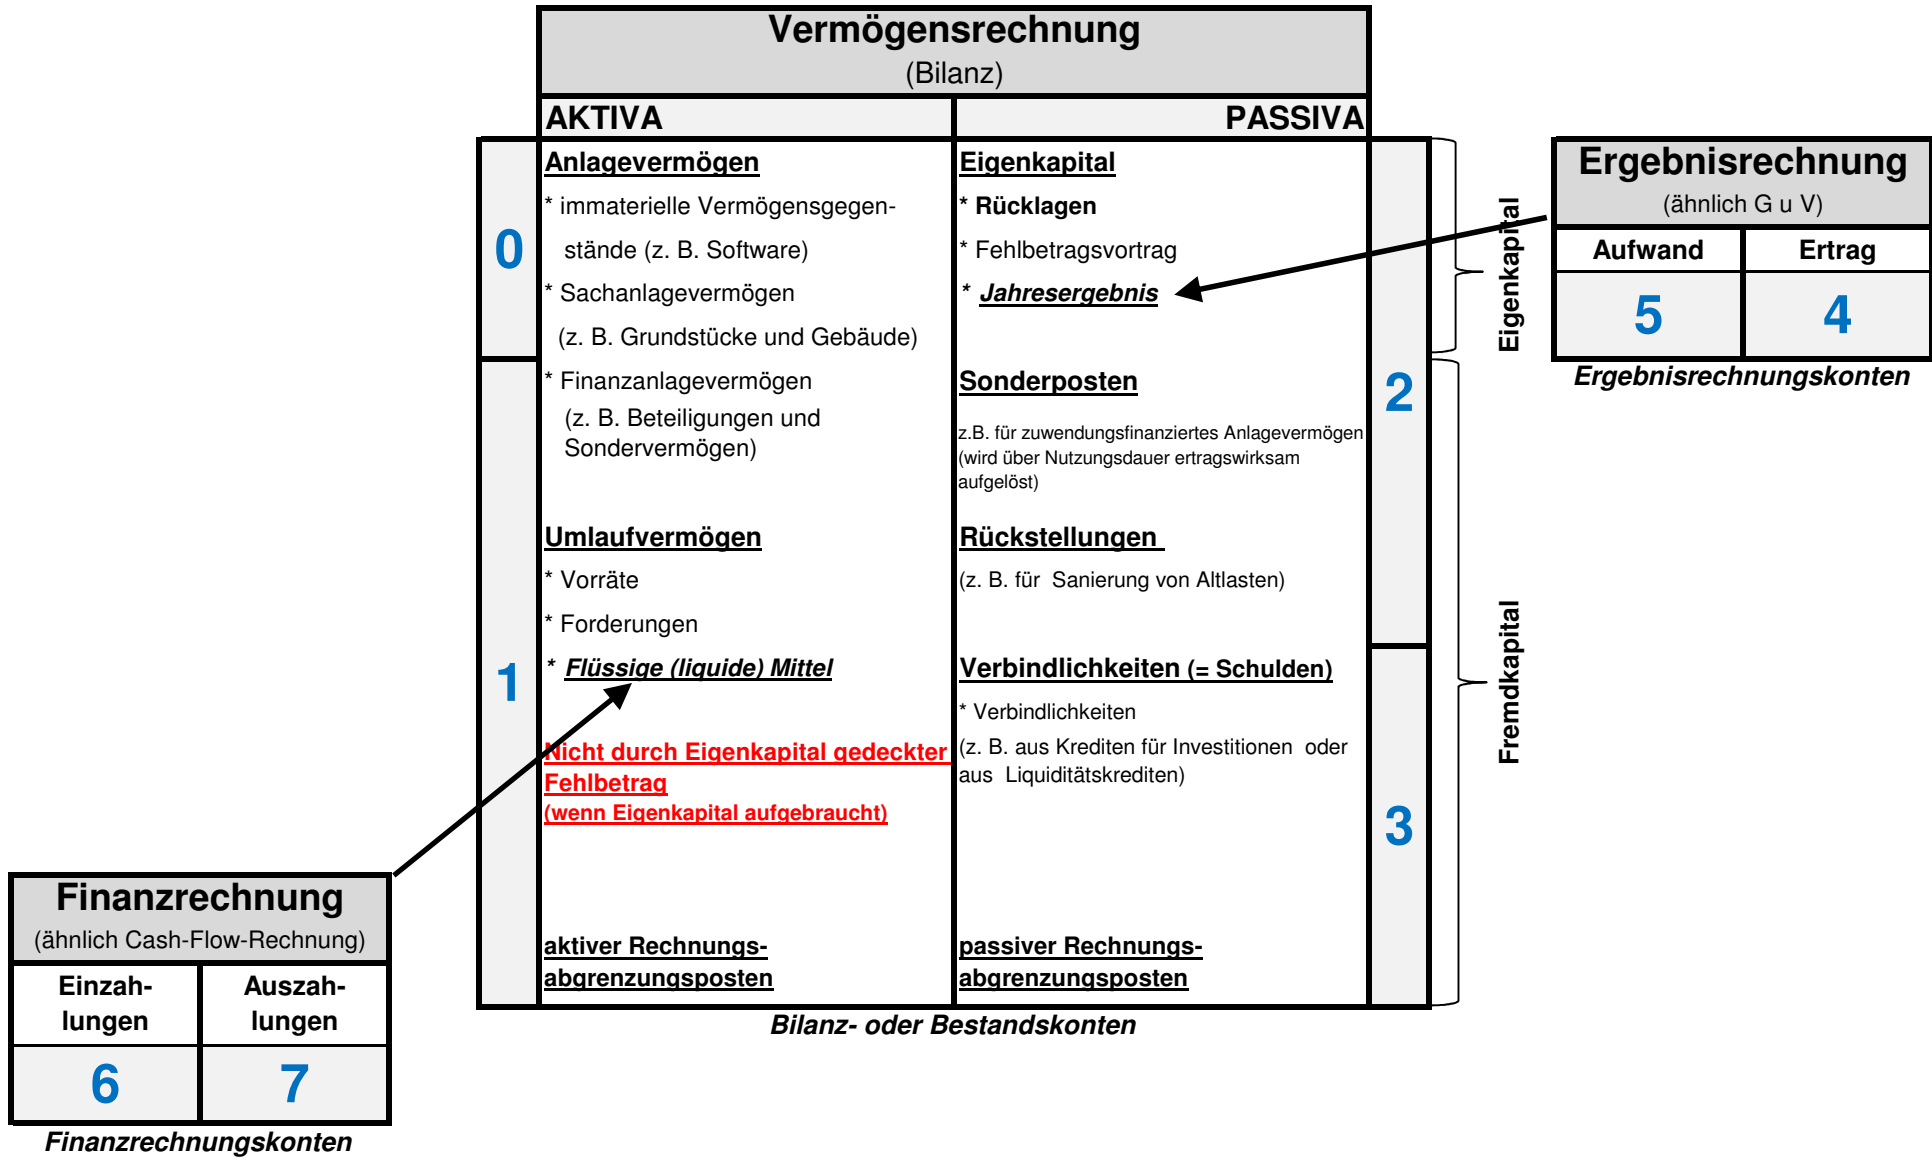 Vermögensrechnung
(Bilanz)
AKTIVA
PASSIVA
0
1
Anlagevermögen
* immaterielle Vermögensgegen-
stände (z. B. Software)
* Sachanlagevermögen
(z. B. Grundstücke und Gebäude)
* Finanzanlagevermögen
(z. B. Beteiligungen und
Sondervermögen)
Umlaufvermögen
* Vorräte
* Forderungen
* Flüssige (liquide) Mittel
Nicht durch Eigenkapital gedeckter
Fehlbetrag
(wenn Eigenkapital aufgebraucht)
aktiver Rechnungs-
abgrenzungsposten
Eigenkapital
* Rücklagen
* Fehlbetragsvortrag
* Jahresergebnis
Sonderposten
z.B. für zuwendungsfinanziertes Anlagevermögen
(wird über Nutzungsdauer ertragswirksam
aufgelöst)
Rückstellungen
(z. B. für Sanierung von Altlasten)
Verbindlichkeiten (= Schulden)
* Verbindlichkeiten
(z. B. aus Krediten für Investitionen oder
aus Liquiditätskrediten)
passiver Rechnungs-
abgrenzungsposten
2
3
Eigenkapital
Fremdkapital
Bilanz- oder Bestandskonten
Ergebnisrechnung
(ähnlich G u V)
Aufwand
Ertrag
5
4
Ergebnisrechnungskonten
Finanzrechnung
(ähnlich Cash-Flow-Rechnung)
Einzah-
lungen
Auszah-
lungen
6
7
Finanzrechnungskonten